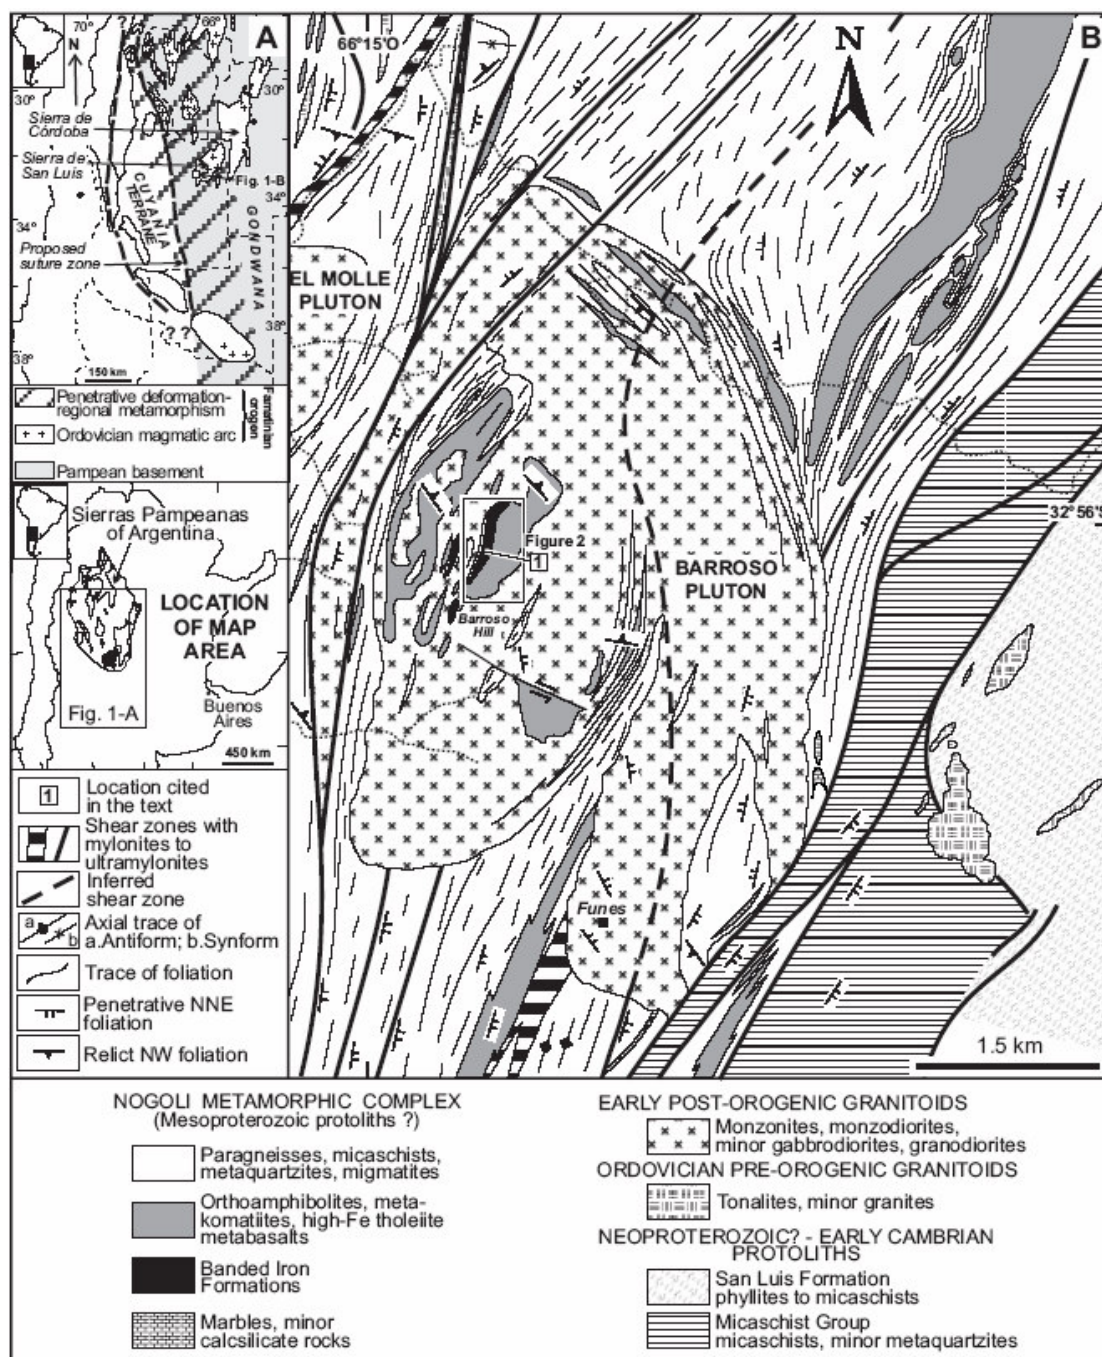 70°
66°
A
N
30°
30°
Sierra de
Córdoba
Sierra de
San Luis
Fig. 1-B
34°
34°
CUYANIA
TERRANE
GONDWANA
Proposed
suture zone
? ?
38°
38°
150 km
Penetrative deformation-
regional metamorphism
Ordovician magmatic arc
Famatinian
orogen
Pampean basement
Sierras Pampeanas
of Argentina
LOCATION
OF MAP
AREA
Fig. 1-A
Buenos
Aires
450 km
1
Location cited
in the text
Shear zones with
mylonites to
ultramylonites
Inferred
shear zone
a
b
Axial trace of
a.Antiform; b.Synform
Trace of foliation
Penetrative NNE
foliation
Relict NW foliation
66°15'O
N
B
EL MOLLE
PLUTON
32° 56'S
Figure 2
1
BARROSO
PLUTON
Barroso
Hill
Funes
1.5 km
NOGOLI METAMORPHIC COMPLEX
(Mesoproterozoic protoliths ?)
Paragneisses, micaschists,
metaquartzites, migmatites
Orthoamphibolites, meta-
komatiites, high-Fe tholeiite
metabasalts
Banded Iron
Formations
Marbles, minor
calcsilicate rocks
EARLY POST-OROGENIC GRANITOIDS
Monzonites, monzodiorites,
minor gabbrodiorites, granodiorites
ORDOVICIAN PRE-OROGENIC GRANITOIDS
Tonalites, minor granites
NEOPROTEROZOIC? - EARLY CAMBRIAN
PROTOLITHS
San Luis Formation
phyllites to micaschists
Micaschist Group
micaschists, minor metaquartzites